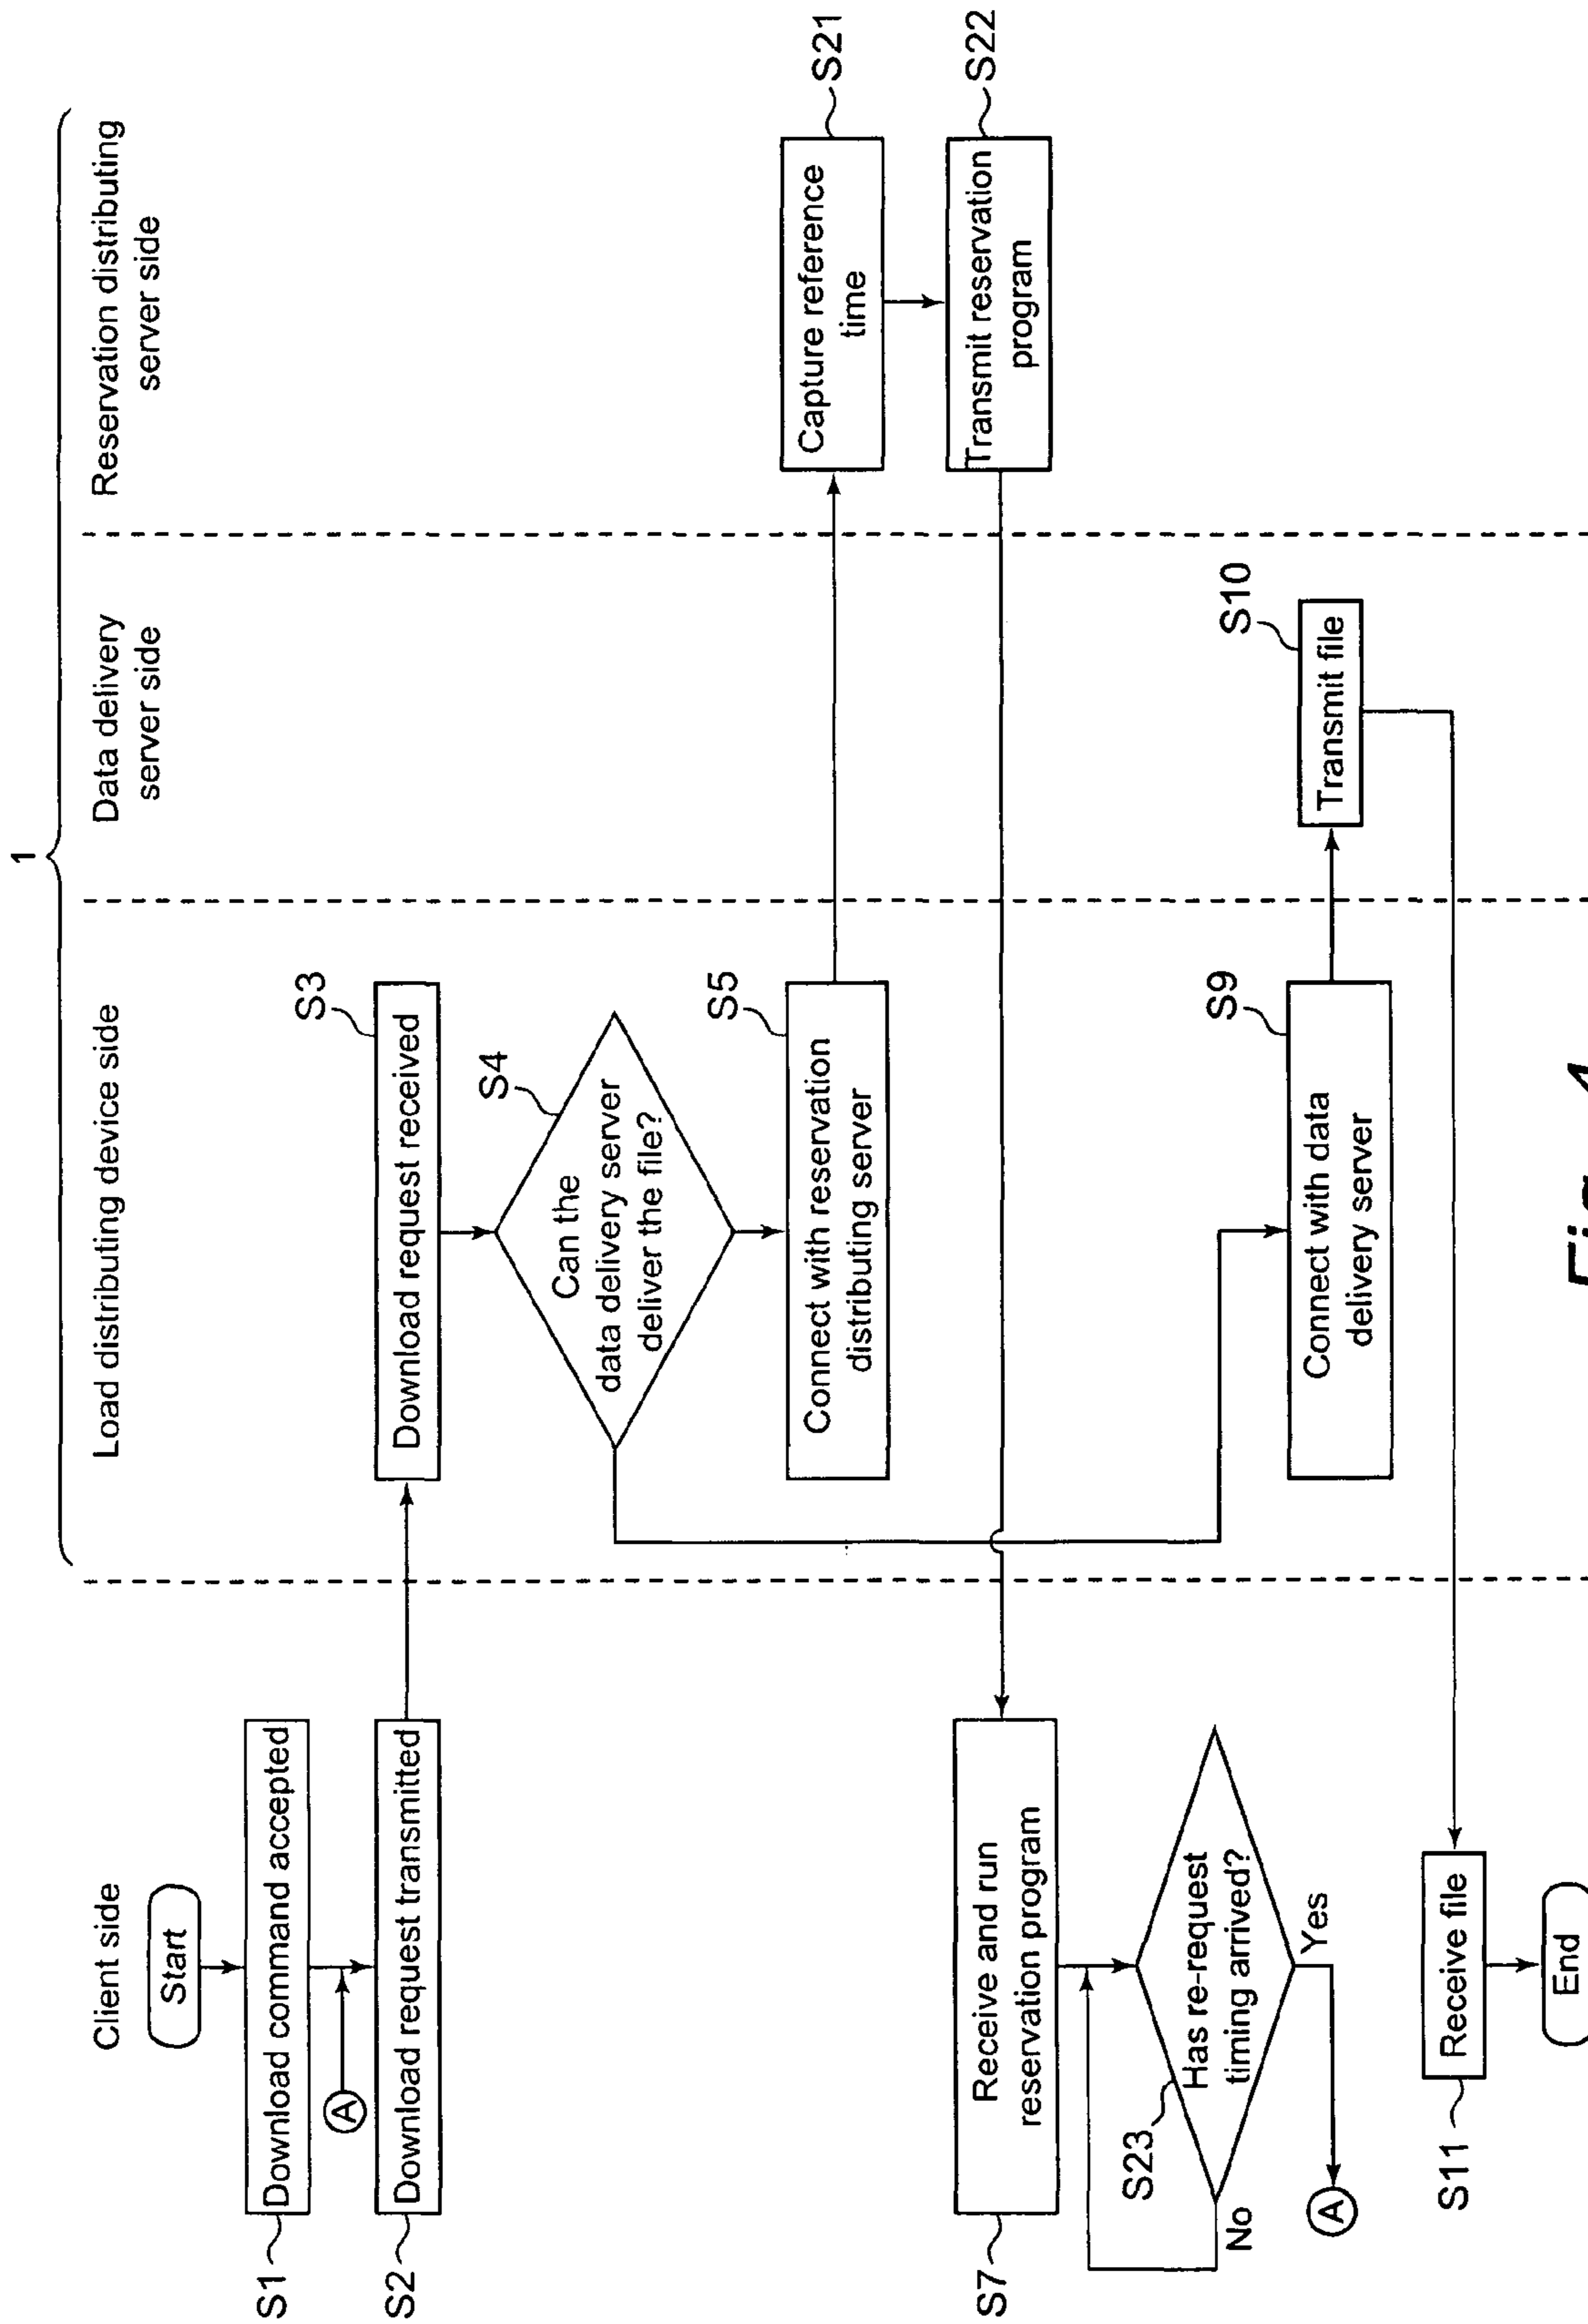 1
Client side
Load distributing device side
Data delivery
server side
Reservation distributing
server side
Start
S1
Download command accepted
A
S2
Download request transmitted
S3
Download request received
S4
Can the
data delivery server
deliver the file?
S5
Connect with reservation
distributing server
S21
Capture reference
time
S22
Transmit reservation
program
S7
Receive and run
reservation program
S23
Has re-request
timing arrived?
No
Yes
A
S9
Connect with data
delivery server
S10
Transmit file
S11
Receive file
End